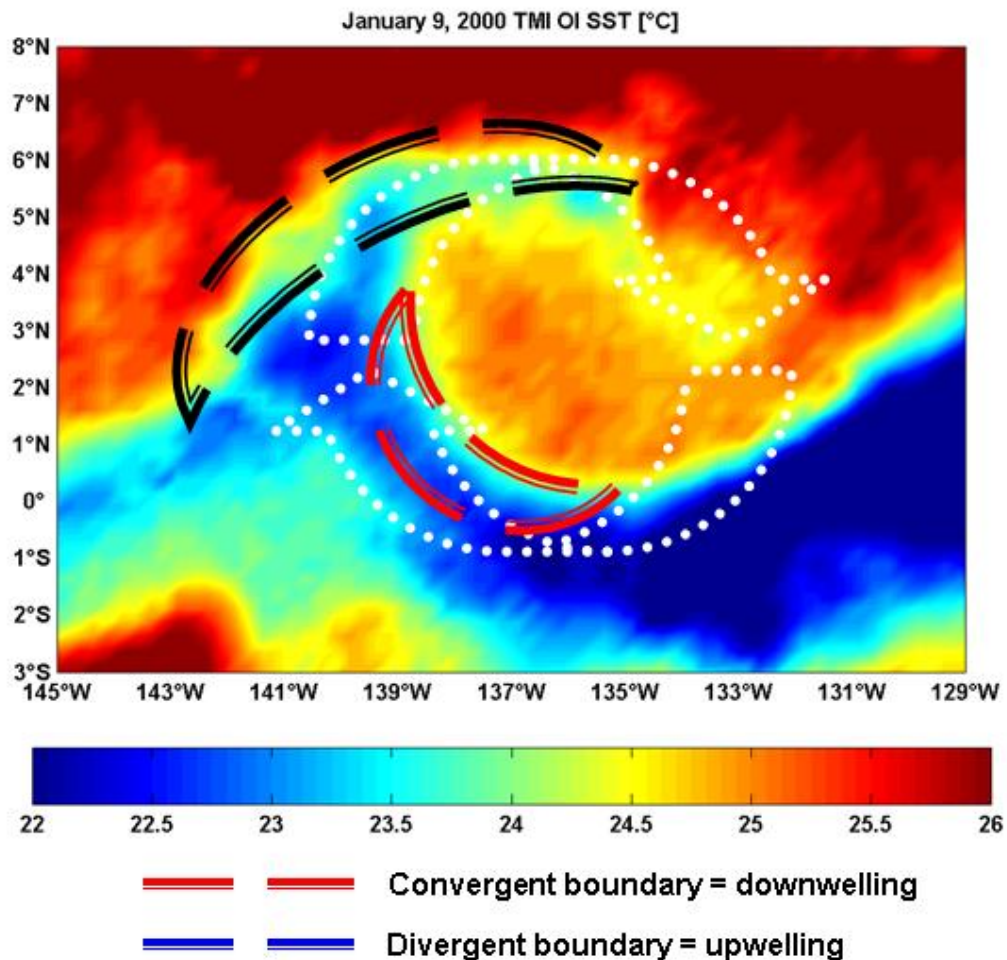 January 9, 2000 TMI OI SST [°C]
8°N
7°N
6°N
5°N
4°N
3°N
2°N
1°N
0°
1°S
2°S
3°S
145°W 143°W 141°W 139°W 137°W 135°W 133°W 131°W 129°W
22 22.5 23 23.5 24 24.5 25 25.5 26
Convergent boundary = downwelling
Divergent boundary = upwelling